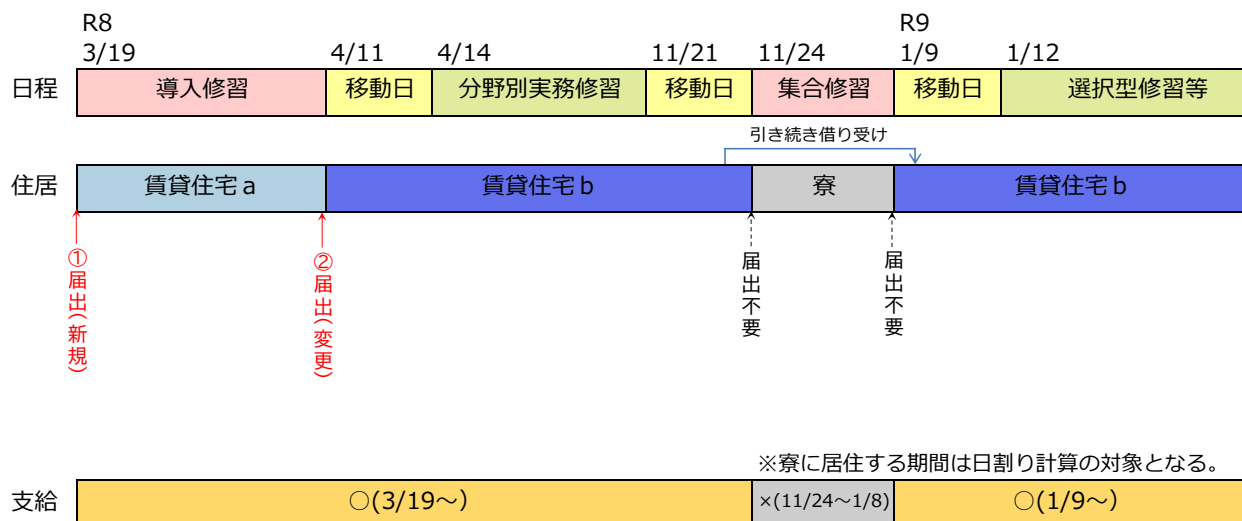 R8
R9
3/19
4/11
4/14
11/21
11/24
1/9
1/12
日程
導入修習
移動日
分野別実務修習
移動日
集合修習
移動日
選択型修習等
引き続き借り受け
住居
賃貸住宅a
賃貸住宅b
寮
賃貸住宅b
①届出(新規)
②届出(変更)
届出不要
届出不要
※寮に居住する期間は日割り計算の対象となる。
支給
○(3/19～)
×(11/24～1/8)
○(1/9～)